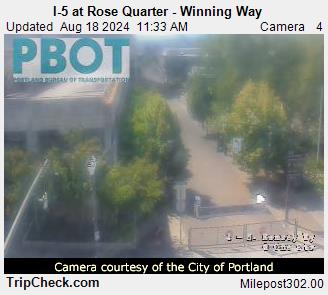 I-5 at Rose Quarter - Winning Way
Updated Aug 18 2024 11:33 AM Camera 4
PBOT
PORTLAND BUREAU OF TRANSPORTATION
Camera courtesy of the City of Portland
TripCheck.com Milepost302.00